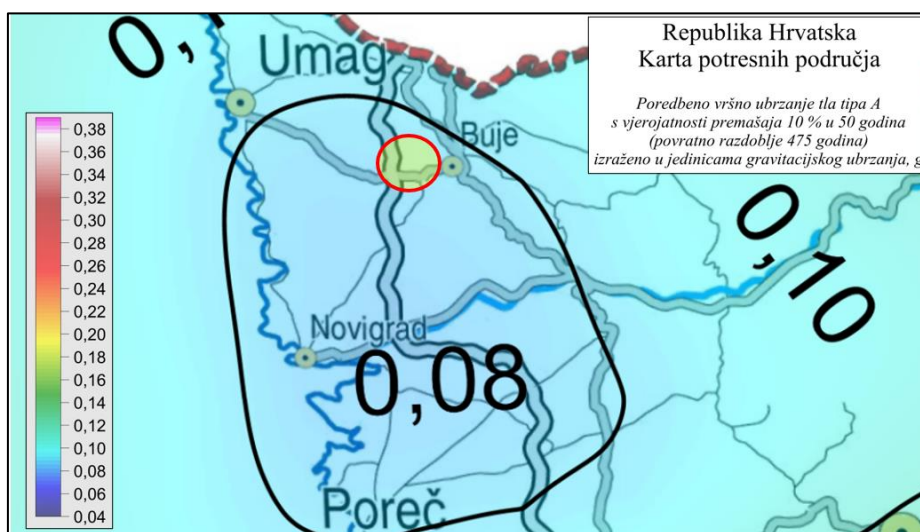 Republika Hrvatska
Karta potresnih područja
Poredbeno vršno ubrzanje tla tipa A
s vjerojatnosti premašaja 10 % u 50 godina
(povratno razdoblje 475 godina)
izraženo u jedinicama gravitacijskog ubrzanja, g
Umag
Buje
0,38
0,36
0,33
0,30
0,28
0,26
0,24
0,22
0,20
0,18
0,16
0,14
0,12
0,10
0,08
0,06
0,04
0,10
Novigrad
0,08
Poreč